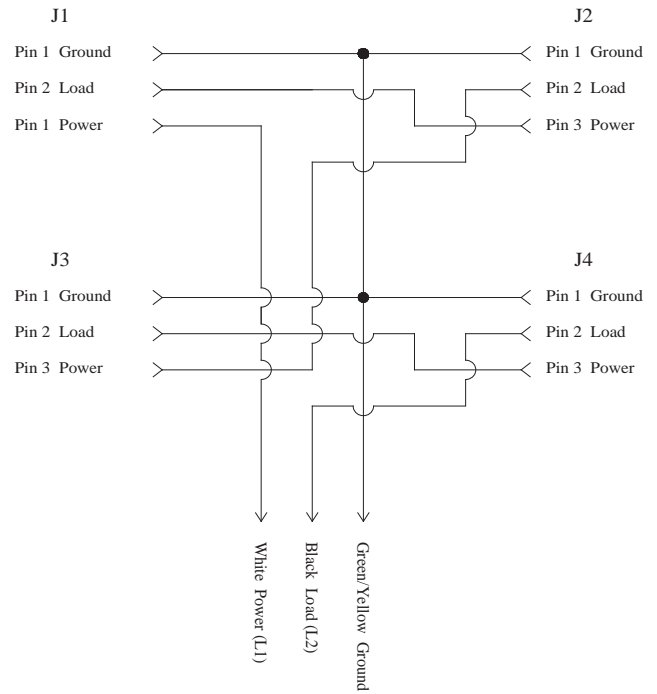 J1
J2
Pin 1 Ground
Pin 1 Ground
Pin 2 Load
Pin 2 Load
Pin 1 Power
Pin 3 Power
J3
J4
Pin 1 Ground
Pin 1 Ground
Pin 2 Load
Pin 2 Load
Pin 3 Power
Pin 3 Power
White Power (L1)
Black Load (L2)
Green/Yellow Ground